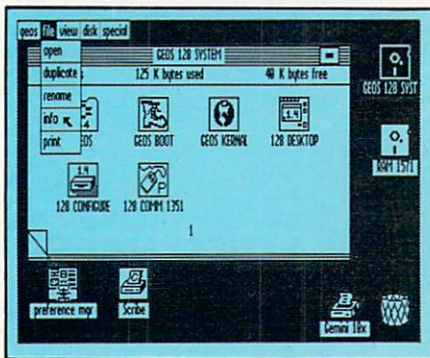 geos file view disk special
open
GEOS 128 SYSTEM
duplicate
125 K bytes used
40 K bytes free
rename
info
print
GEOS BOOT
GEOS KERNAL
128 DESKTOP
128 CONFIGURE
128 COMM 1351
1
GEOS 128 SYST
RAM 1571
preference mgr
Scribe
Gemini 10x